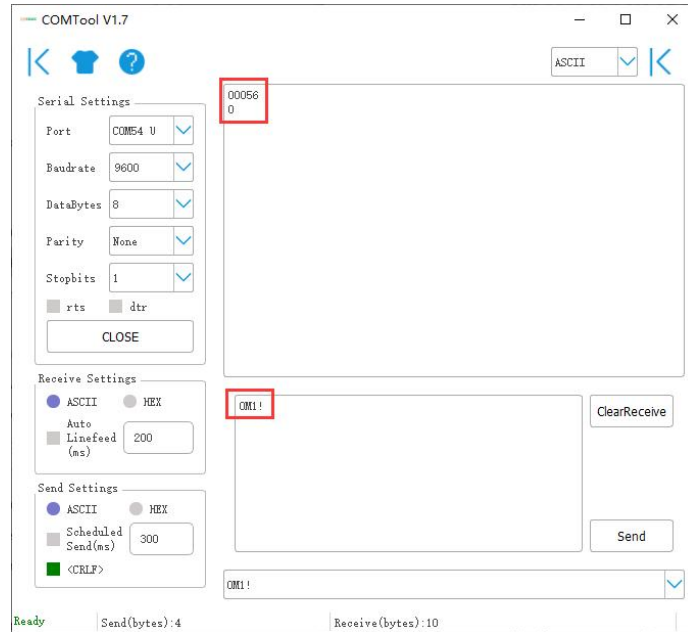 COMTool V1.7
ASCII
Serial Settings
Port COM54 U
Baudrate 9600
DataBytes 8
Parity None
Stopbits 1
rts dtr
CLOSE
00056
0
Receive Settings
ASCII HEX
Auto
Linefeed
(ms)
200
0M1!
ClearReceive
Send Settings
ASCII HEX
Scheduled
Send(ms)
300
<CRLF>
Send
0M1!
Ready Send(bytes):4 Receive(bytes):10